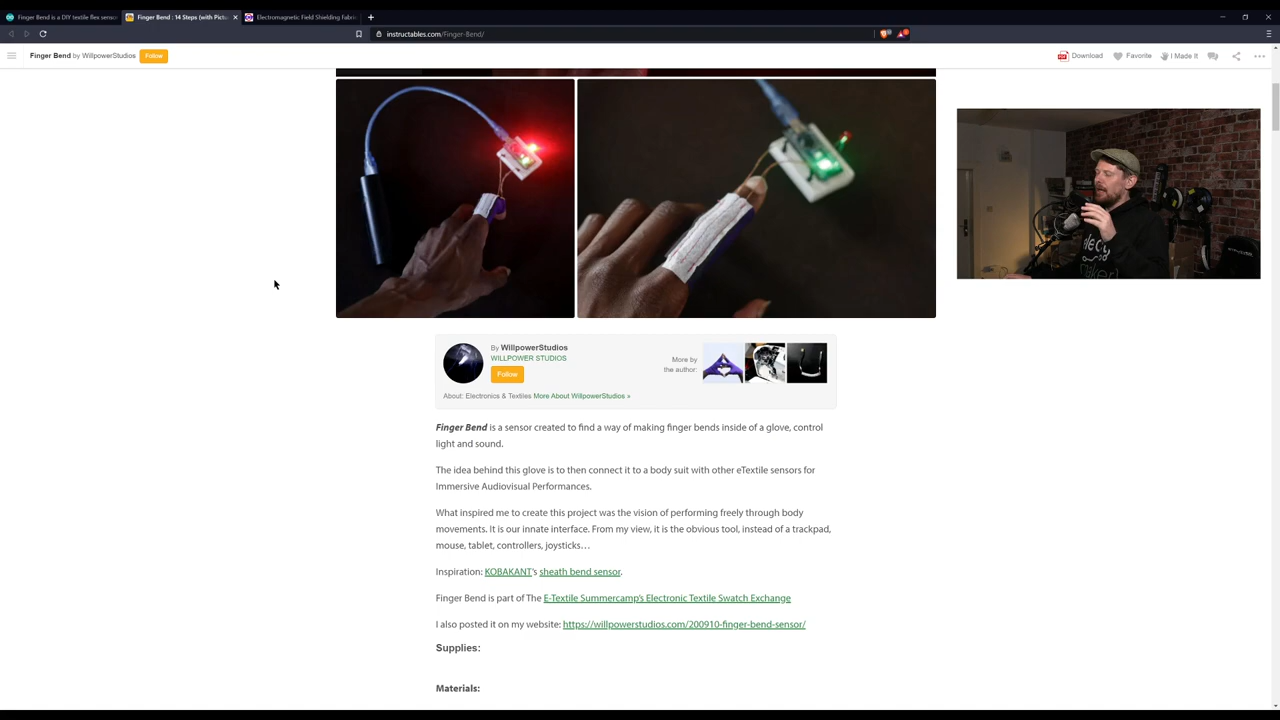 Finger Bend is a DIY textile flex senso
Finger Bend : 14 Steps (with Pictu
Electromagnetic Field Shielding Fabric
instructables.com/Finger-Bend/
Finger Bend by WillpowerStudios
Follow
Download
Favorite
I Made It
By WillpowerStudios
WILLPOWER STUDIOS
Follow
More by
the author:
About: Electronics & Textiles More About WillpowerStudios »
Finger Bend is a sensor created to find a way of making finger bends inside of a glove, control
light and sound.
The idea behind this glove is to then connect it to a body suit with other eTextile sensors for
Immersive Audiovisual Performances.
What inspired me to create this project was the vision of performing freely through body
movements. It is our innate interface. From my view, it is the obvious tool, instead of a trackpad,
mouse, tablet, controllers, joysticks…
Inspiration: KOBAKANT's sheath bend sensor.
Finger Bend is part of The E-Textile Summercamp's Electronic Textile Swatch Exchange
I also posted it on my website: https://willpowerstudios.com/200910-finger-bend-sensor/
Supplies:
Materials: